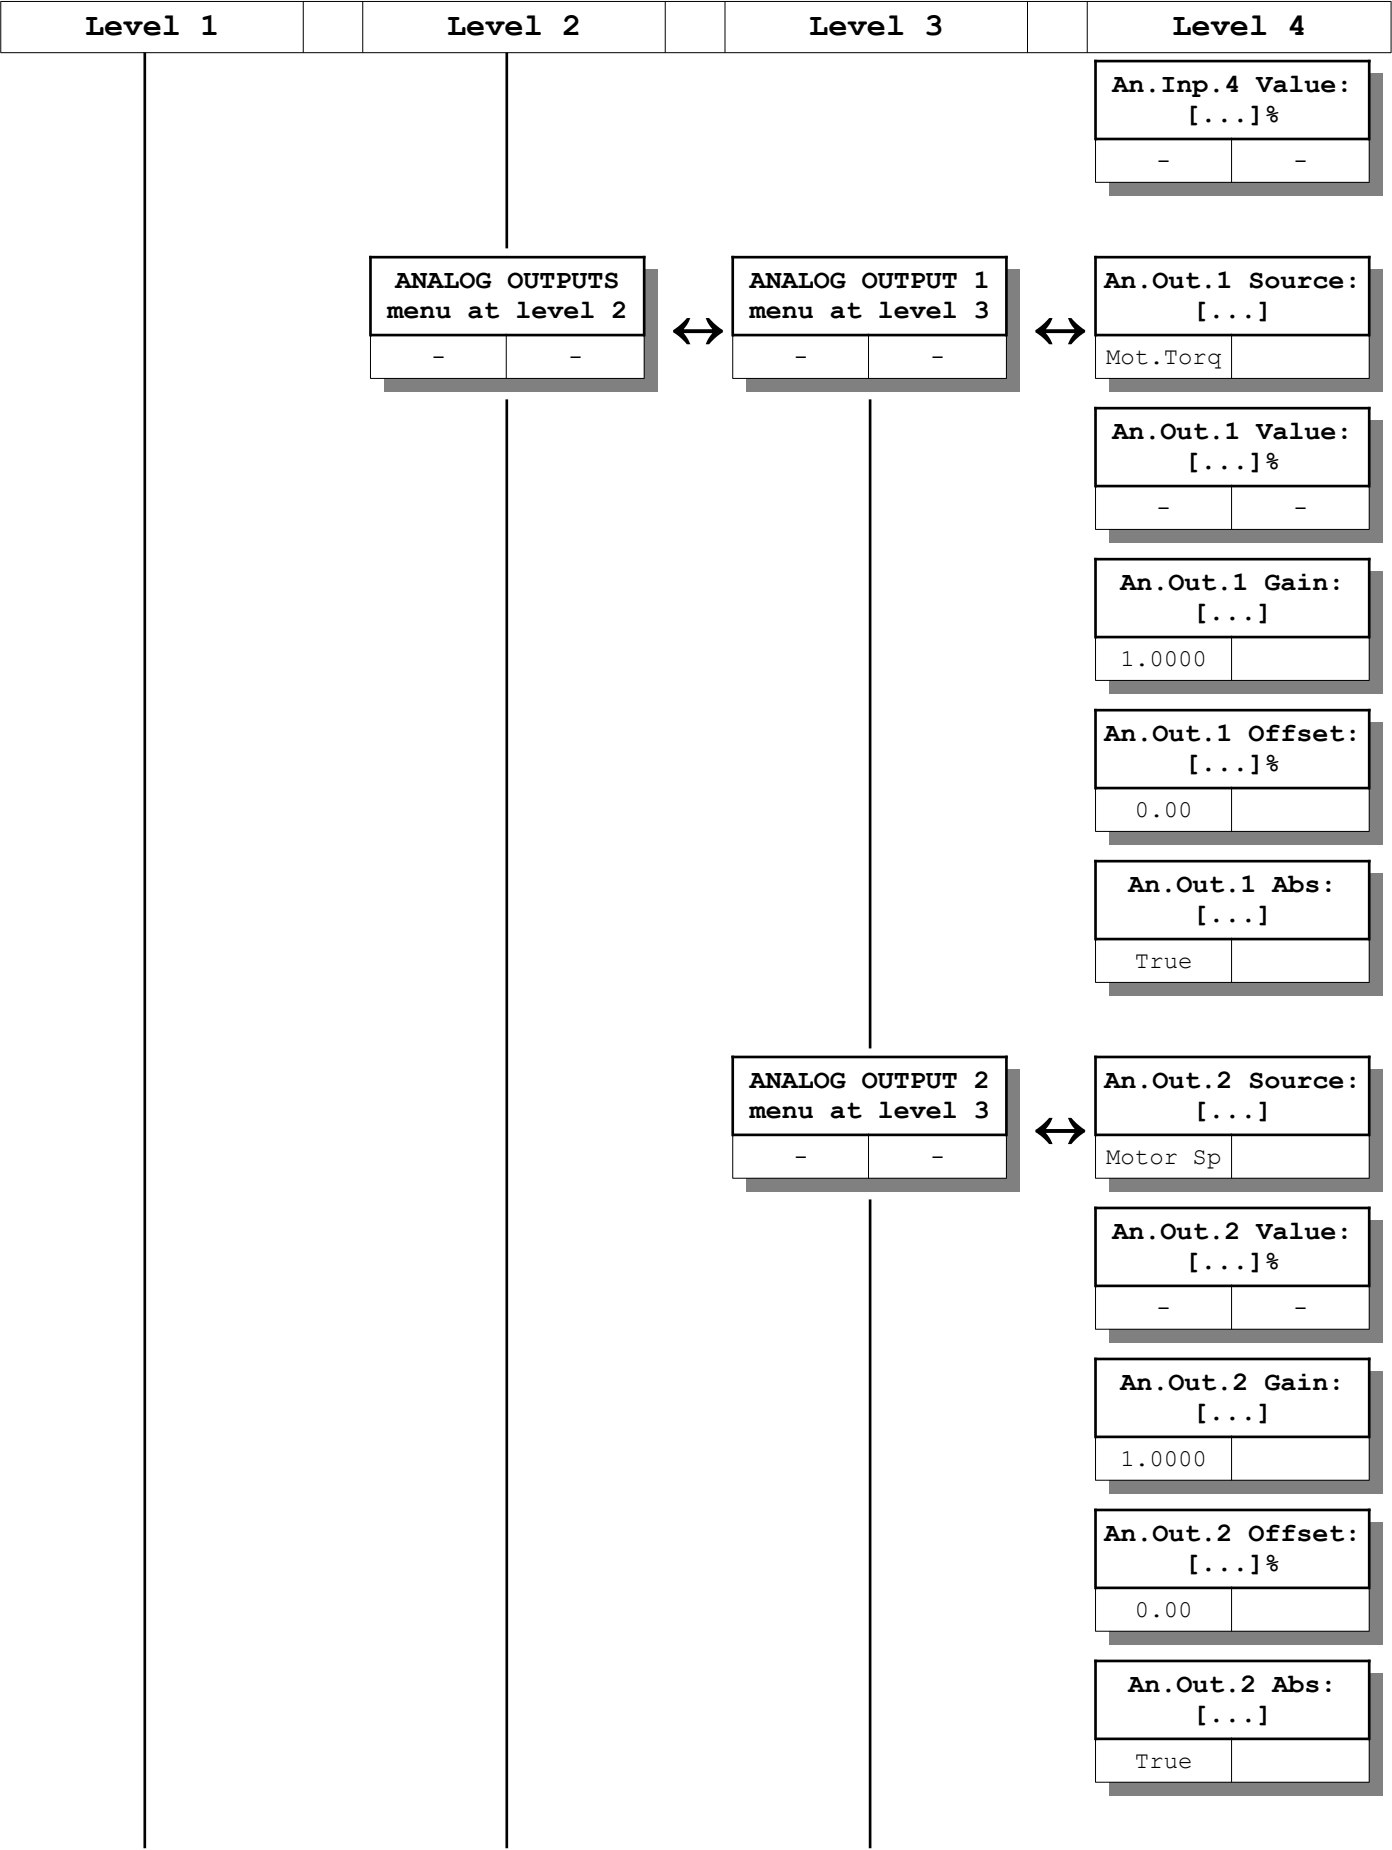 Level 1 Level 2 Level 3 Level 4
An.Inp.4 Value:
[...]%
- -
ANALOG OUTPUTS
menu at level 2
- -
ANALOG OUTPUT 1
menu at level 3
- -
An.Out.1 Source:
[...]
Mot.Torq
An.Out.1 Value:
[...]%
- -
An.Out.1 Gain:
[...]
1.0000
An.Out.1 Offset:
[...]%
0.00
An.Out.1 Abs:
[...]
True
ANALOG OUTPUT 2
menu at level 3
- -
An.Out.2 Source:
[...]
Motor Sp
An.Out.2 Value:
[...]%
- -
An.Out.2 Gain:
[...]
1.0000
An.Out.2 Offset:
[...]%
0.00
An.Out.2 Abs:
[...]
True